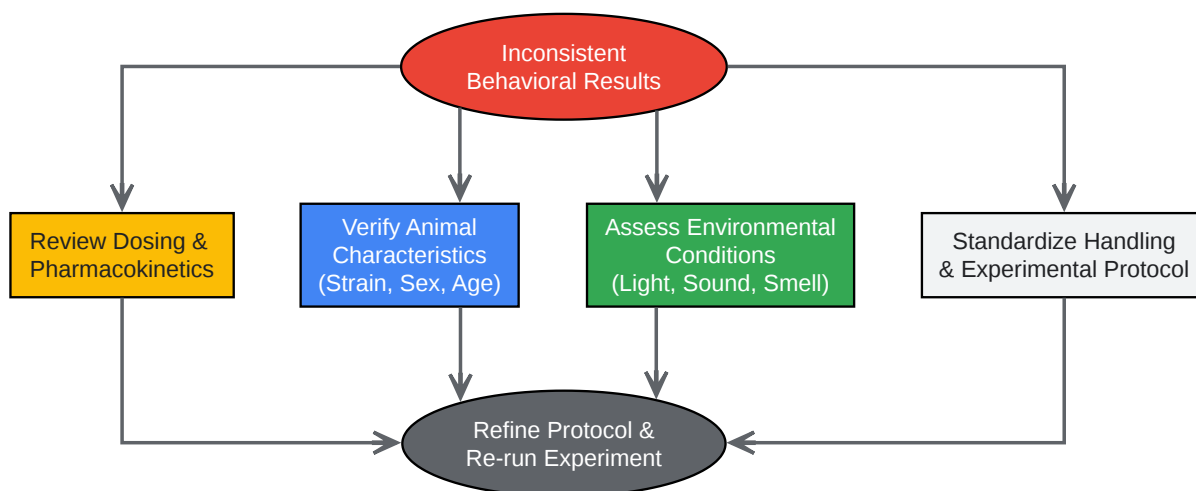 Inconsistent
Behavioral Results
Review Dosing &
Pharmacokinetics
Verify Animal
Characteristics
(Strain, Sex, Age)
Assess Environmental
Conditions
(Light, Sound, Smell)
Standardize Handling
& Experimental Protocol
Refine Protocol &
Re-run Experiment